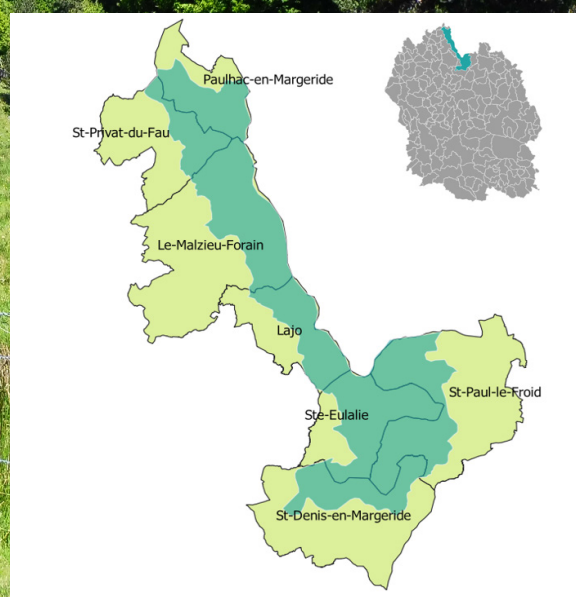 Paulhac-en-Margeride
St-Privat-du-Fau
Le-Malzieu-Forain
Lajo
St-Paul-le-Froid
Ste-Eulalie
St-Denis-en-Margeride